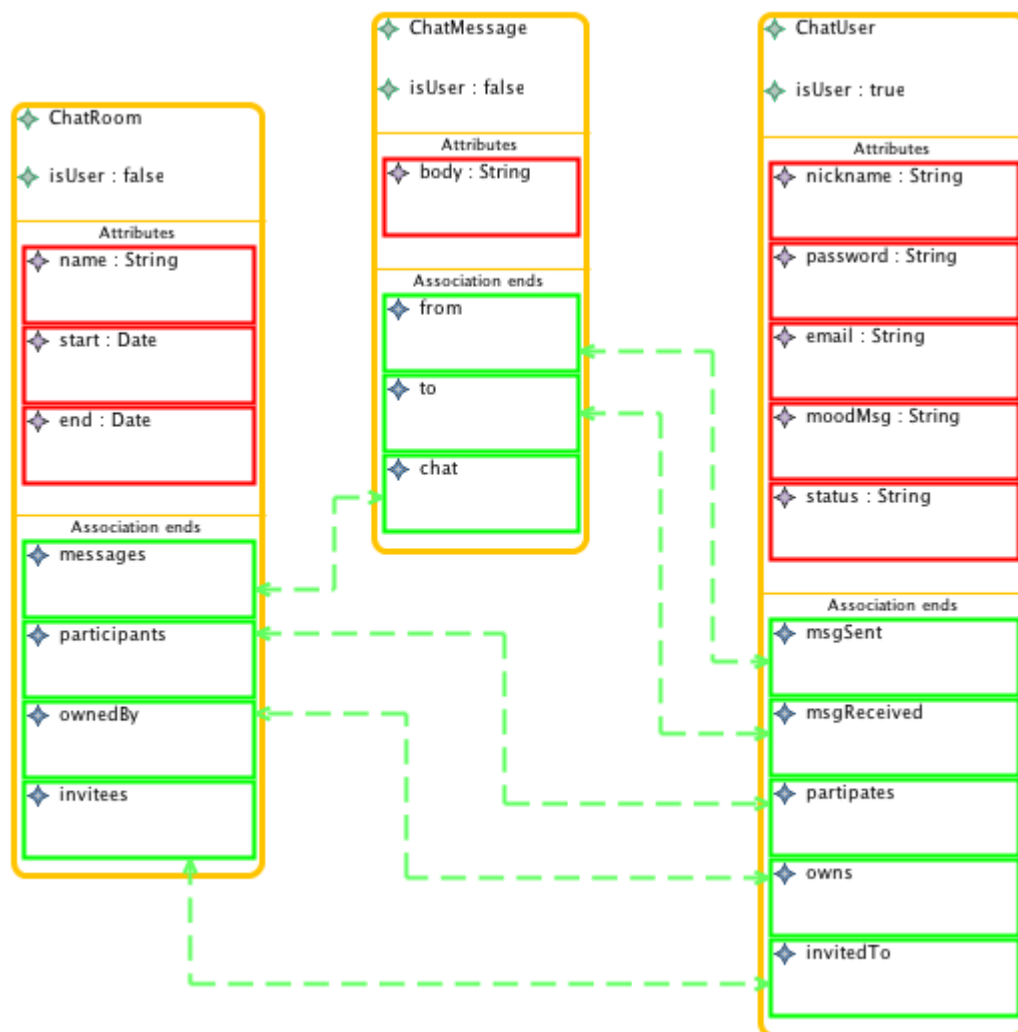 ChatRoom
isUser : false
Attributes
name : String
start : Date
end : Date
Association ends
messages
participants
ownedBy
invitees
ChatMessage
isUser : false
Attributes
body : String
Association ends
from
to
chat
ChatUser
isUser : true
Attributes
nickname : String
password : String
email : String
moodMsg : String
status : String
Association ends
msgSent
msgReceived
partipates
owns
invitedTo